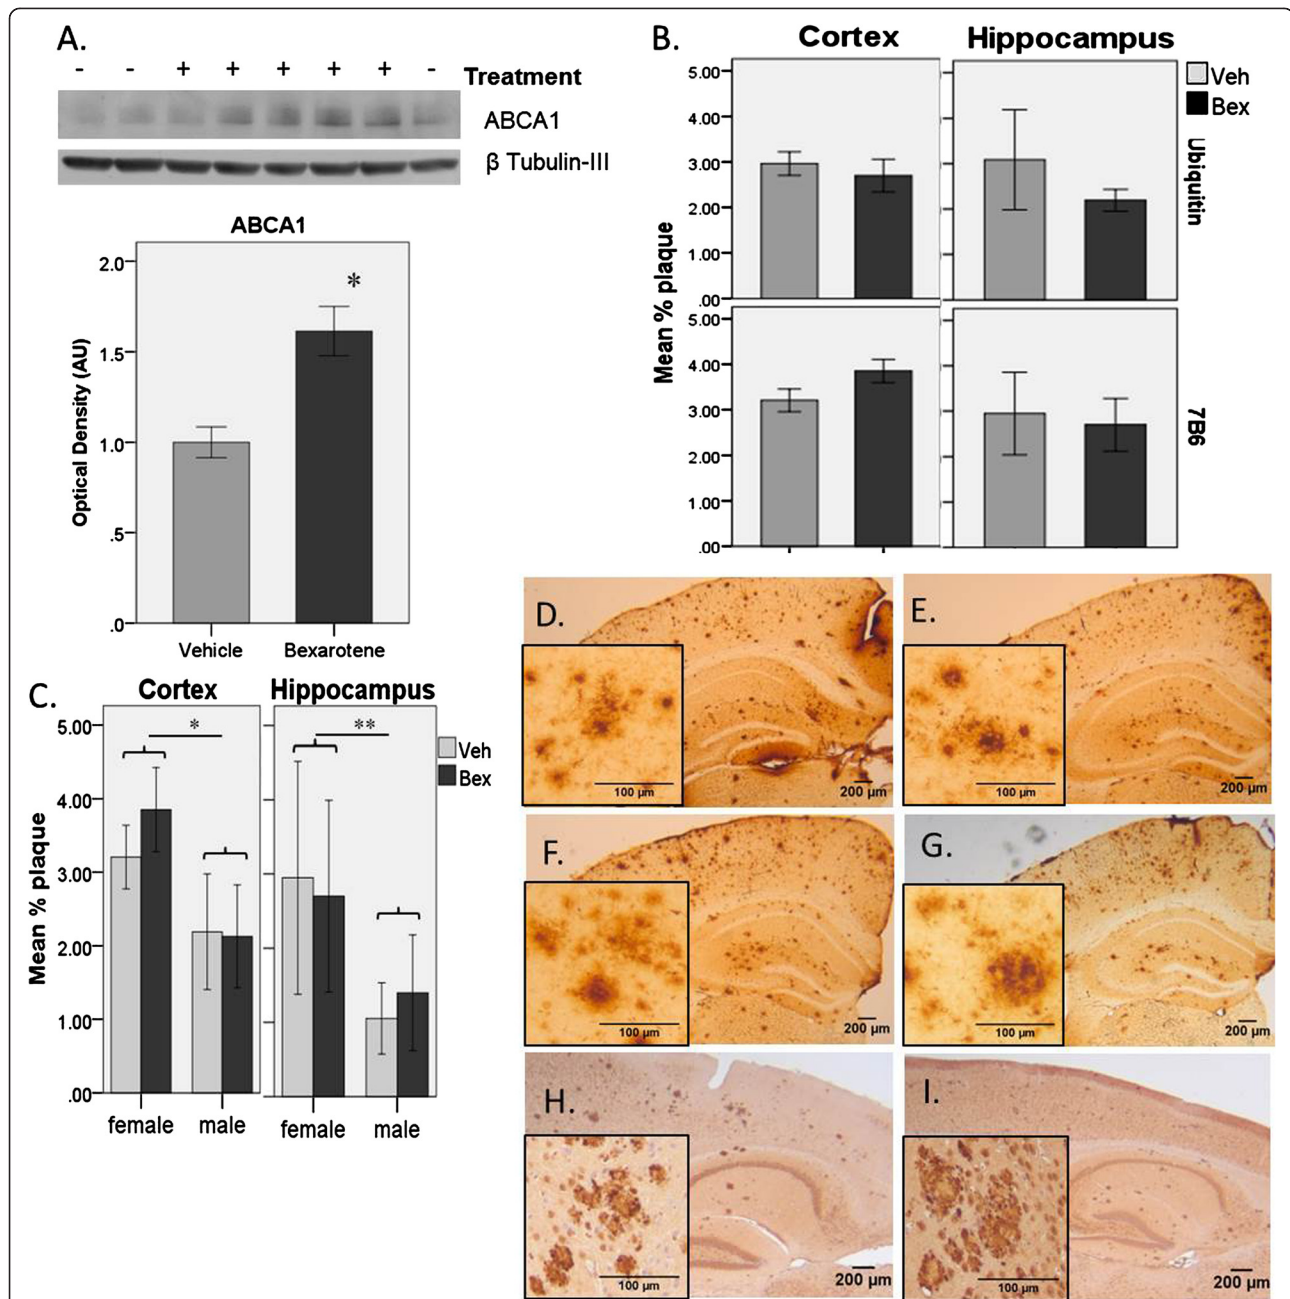 A.
- - + + + + + - Treatment
ABCA1
β Tubulin-III
ABCA1
2.0
1.5
1.0
.5
.0
Optical Density (AU)
*
Vehicle Bexarotene
B.
Cortex Hippocampus
Veh
Bex
Ubiquitin
7B6
Mean % plaque
5.00
4.00
3.00
2.00
1.00
.00
5.00
4.00
3.00
2.00
1.00
.00
C.
Cortex Hippocampus
* **
Veh
Bex
Mean % plaque
5.00
4.00
3.00
2.00
1.00
.00
female male female male
D.
100 µm
200 µm
E.
100 µm
200 µm
F.
100 µm
200 µm
G.
100 µm
200 µm
H.
100 µm
200 µm
I.
100 µm
200 µm